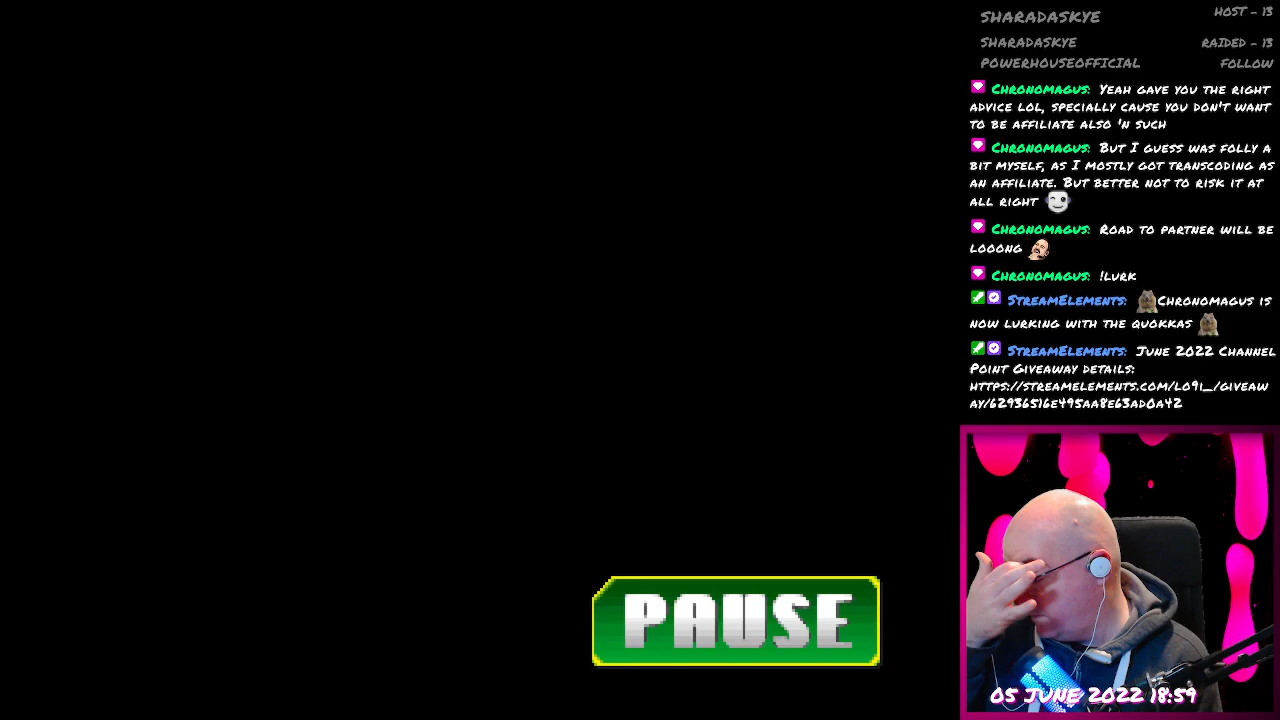 SHARADASKYE HOST - 13
SHARADASKYE RAIDED - 13
POWERHOUSEOFFICIAL FOLLOW
CHRONOMAGUS: YEAH GAVE YOU THE RIGHT
ADVICE LOL, SPECIALLY CAUSE YOU DON'T WANT
TO BE AFFILIATE ALSO 'N SUCH
CHRONOMAGUS: BUT I GUESS WAS FOLLY A
BIT MYSELF, AS I MOSTLY GOT TRANSCODING AS
AN AFFILIATE. BUT BETTER NOT TO RISK IT AT
ALL RIGHT
CHRONOMAGUS: ROAD TO PARTNER WILL BE
LOOONG
CHRONOMAGUS: !LURK
STREAMELEMENTS: CHRONOMAGUS IS
NOW LURKING WITH THE QUOKKAS
STREAMELEMENTS: JUNE 2022 CHANNEL
POINT GIVEAWAY DETAILS:
HTTPS://STREAMELEMENTS.COM/LO91_/GIVEAW
AY/62936516E495AA8E63AD0A42
PAUSE
05 JUNE 2022 18:59